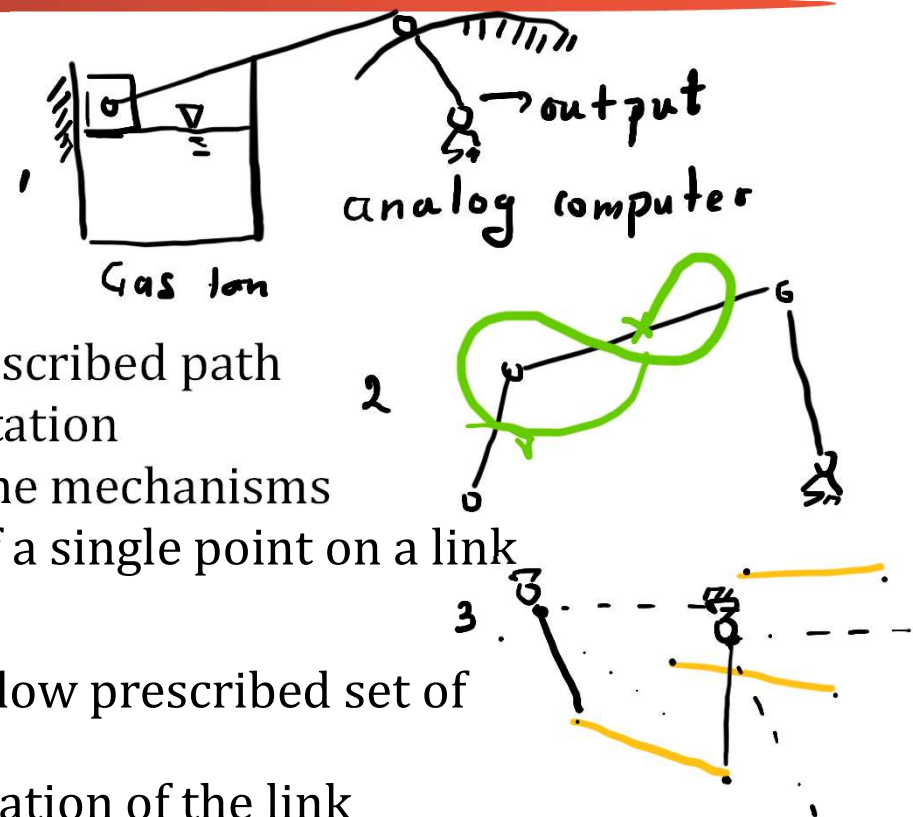 output
1
analog computer
Gas tan
scribed path
2
tation
ne mechanisms
f a single point on a link
3
low prescribed set of
ation of the link